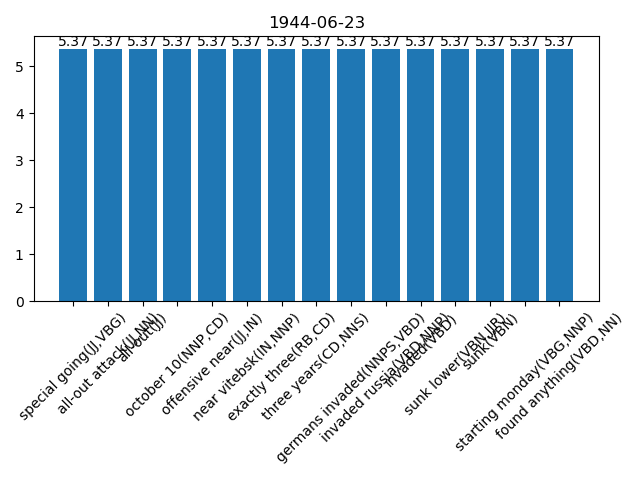 1944-06-23
5.37 5.37 5.37 5.37 5.37 5.37 5.37 5.37 5.37 5.37 5.37 5.37 5.37 5.37 5.37
5
4
3
2
1
0
special going(JJ,VBG)
all-out attack(JJ,NN)
all-out(JJ)
october 10(NNP,CD)
offensive near(JJ,IN)
near vitebsk(IN,NNP)
exactly three(RB,CD)
three years(CD,NNS)
germans invaded(NNPS,VBD)
invaded russia(VBD,NNP)
invaded(VBD)
sunk lower(VBN,JJR)
sunk(VBN)
starting monday(VBG,NNP)
found anything(VBD,NN)